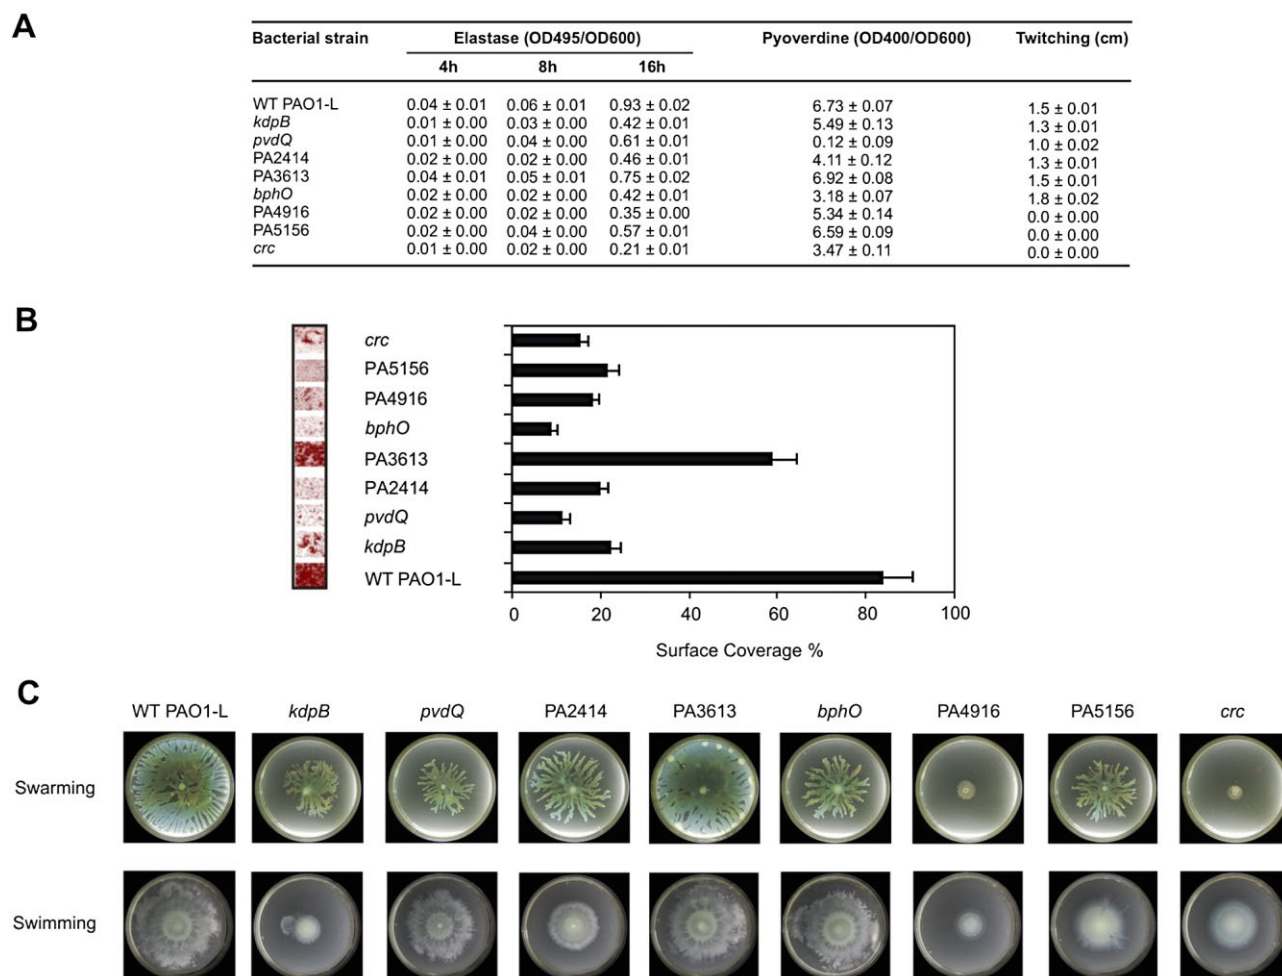 A
Bacterial strain Elastase (OD495/OD600) Pyoverdine (OD400/OD600) Twitching (cm)
4h 8h 16h
WT PAO1-L 0.04 ± 0.01 0.06 ± 0.01 0.93 ± 0.02 6.73 ± 0.07 1.5 ± 0.01
kdpB 0.01 ± 0.00 0.03 ± 0.00 0.42 ± 0.01 5.49 ± 0.13 1.3 ± 0.01
pvdQ 0.01 ± 0.00 0.04 ± 0.00 0.61 ± 0.01 0.12 ± 0.09 1.0 ± 0.02
PA2414 0.02 ± 0.00 0.02 ± 0.00 0.46 ± 0.01 4.11 ± 0.12 1.3 ± 0.01
PA3613 0.04 ± 0.01 0.05 ± 0.01 0.75 ± 0.02 6.92 ± 0.08 1.5 ± 0.01
bphO 0.02 ± 0.00 0.02 ± 0.00 0.42 ± 0.01 3.18 ± 0.07 1.8 ± 0.02
PA4916 0.02 ± 0.00 0.02 ± 0.00 0.35 ± 0.00 5.34 ± 0.14 0.0 ± 0.00
PA5156 0.02 ± 0.00 0.04 ± 0.00 0.57 ± 0.01 6.59 ± 0.09 0.0 ± 0.00
crc 0.01 ± 0.00 0.02 ± 0.00 0.21 ± 0.01 3.47 ± 0.11 0.0 ± 0.00
B
crc
PA5156
PA4916
bphO
PA3613
PA2414
pvdQ
kdpB
WT PAO1-L
0 20 40 60 80 100
Surface Coverage %
C
WT PAO1-L kdpB pvdQ PA2414 PA3613 bphO PA4916 PA5156 crc
Swarming
Swimming